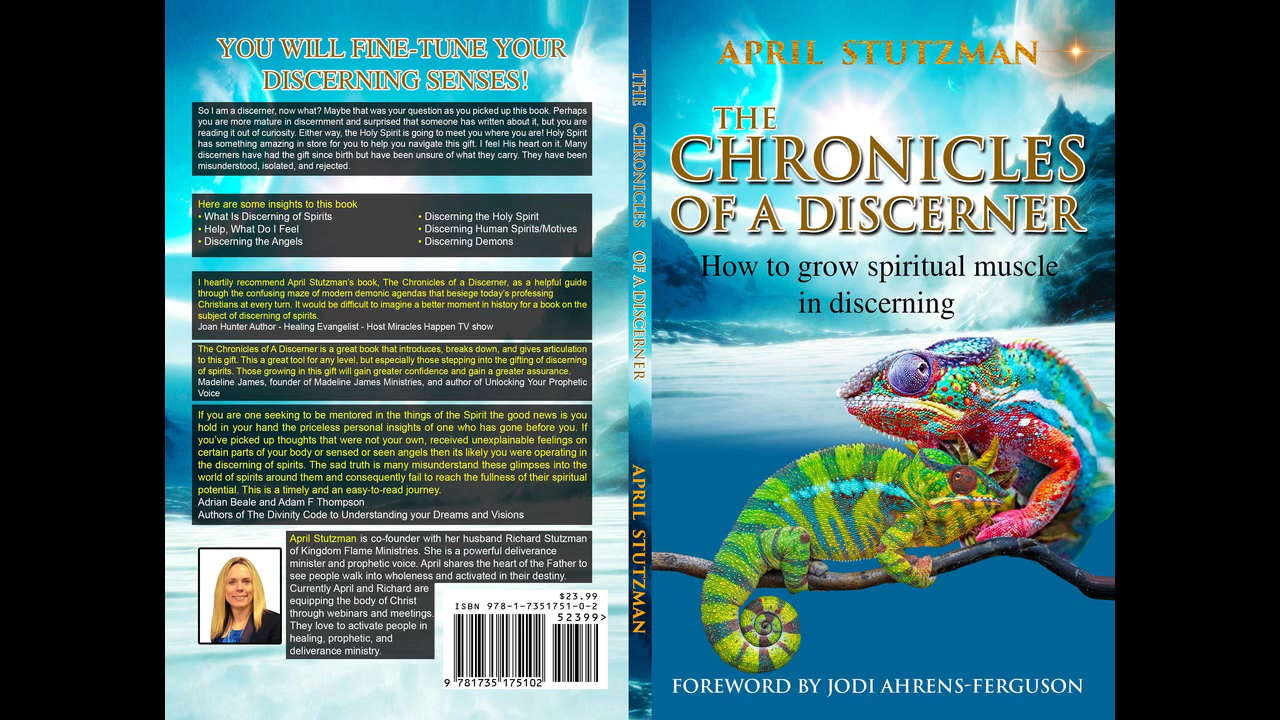 YOU WILL FINE-TUNE YOUR
DISCERNING SENSES!
So I am a discerner, now what? Maybe that was your question as you picked up this book. Perhaps
you are more mature in discernment and surprised that someone has written about it, but you are
reading it out of curiosity. Either way, the Holy Spirit is going to meet you where you are! Holy Spirit
has something amazing in store for you to help you navigate this gift. I feel His heart on it. Many
discerners have had the gift since birth but have been unsure of what they carry. They have been
misunderstood, isolated, and rejected.
Here are some insights to this book
• What Is Discerning of Spirits
• Help, What Do I Feel
• Discerning the Angels
• Discerning the Holy Spirit
• Discerning Human Spirits/Motives
• Discerning Demons
I heartily recommend April Stutzman's book, The Chronicles of a Discerner, as a helpful guide
through the confusing maze of modern demonic agendas that besiege today's professing
Christians at every turn. It would be difficult to imagine a better moment in history for a book on the
subject of discerning of spirits.
Joan Hunter Author - Healing Evangelist - Host Miracles Happen TV show
The Chronicles of A Discerner is a great book that introduces, breaks down, and gives articulation
to this gift. This a great tool for any level, but especially those stepping into the gifting of discerning
of spirits. Those growing in this gift will gain greater confidence and gain a greater assurance.
Madeline James, founder of Madeline James Ministries, and author of Unlocking Your Prophetic
Voice
If you are one seeking to be mentored in the things of the Spirit the good news is you
hold in your hand the priceless personal insights of one who has gone before you. If
you've picked up thoughts that were not your own, received unexplainable feelings on
certain parts of your body or sensed or seen angels then its likely you were operating in
the discerning of spirits. The sad truth is many misunderstand these glimpses into the
world of spirits around them and consequently fail to reach the fullness of their spiritual
potential. This is a timely and an easy-to-read journey.
Adrian Beale and Adam F Thompson
Authors of The Divinity Code to Understanding your Dreams and Visions
April Stutzman is co-founder with her husband Richard Stutzman
of Kingdom Flame Ministries. She is a powerful deliverance
minister and prophetic voice. April shares the heart of the Father to
see people walk into wholeness and activated in their destiny.
Currently April and Richard are
equipping the body of Christ
through webinars and meetings.
They love to activate people in
healing, prophetic, and
deliverance ministry.
$23.99
ISBN 978-1-7351751-0-2
52399>
9 781735 175102
THE CHRONICLES OF A DISCERNER
APRIL STUTZMAN
APRIL STUTZMAN
THE
CHRONICLES
OF A DISCERNER
How to grow spiritual muscle
in discerning
FOREWORD BY JODI AHRENS-FERGUSON